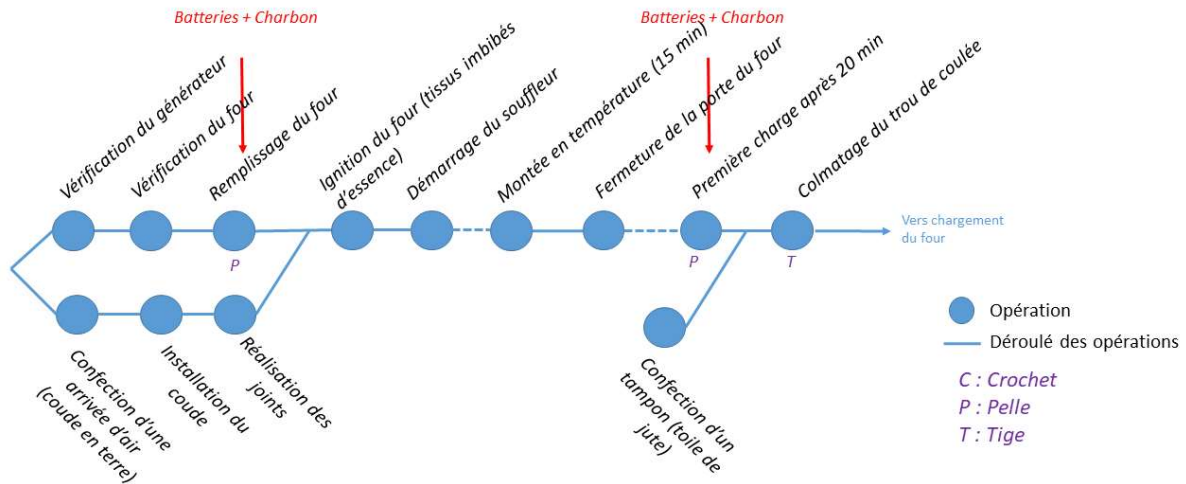 Batteries + Charbon
Batteries + Charbon
Vérification du générateur
Vérification du four
Remplissage du four
Ignition du four (tissus imbibés
d'essence)
Démarrage du souffleur
Montée en température (15 min)
Fermeture de la porte du four
Première charge après 20 min
Colmatage du trou de coulée
Vers chargement
du four
P
P
T
Confection d'une
arrivée d'air
(coude en terre)
Installation du
coude
Réalisation des
joints
Confection d'un
tampon (toile de
jute)
Opération
Déroulé des opérations
C : Crochet
P : Pelle
T : Tige